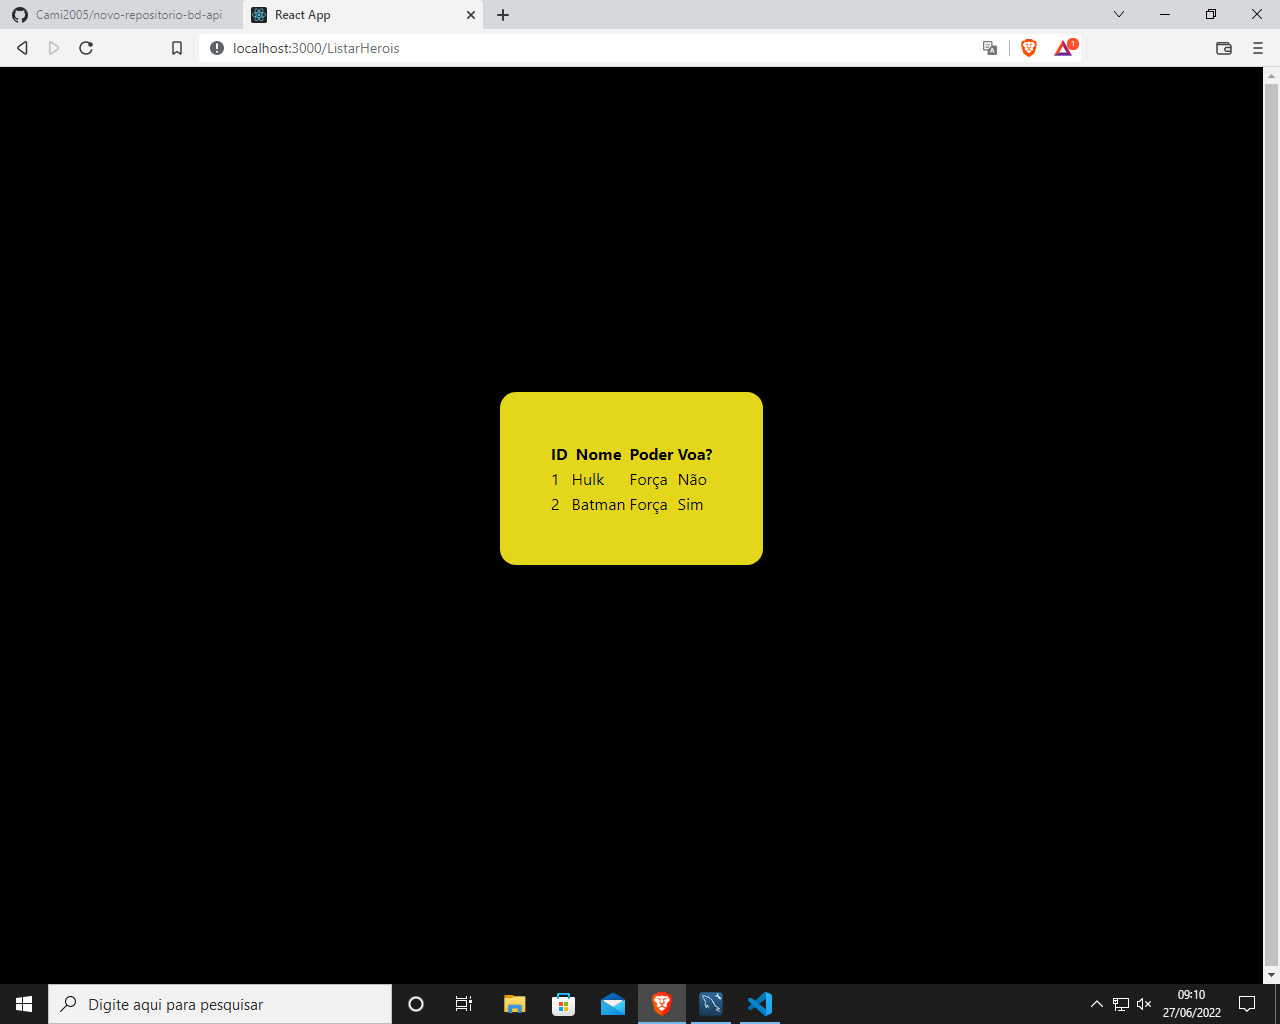 Cami2005/novo-repositorio-bd-api
React App
localhost:3000/ListarHerois
1
ID Nome Poder Voa?
1 Hulk Força Não
2 Batman Força Sim
Digite aqui para pesquisar
09:10
27/06/2022